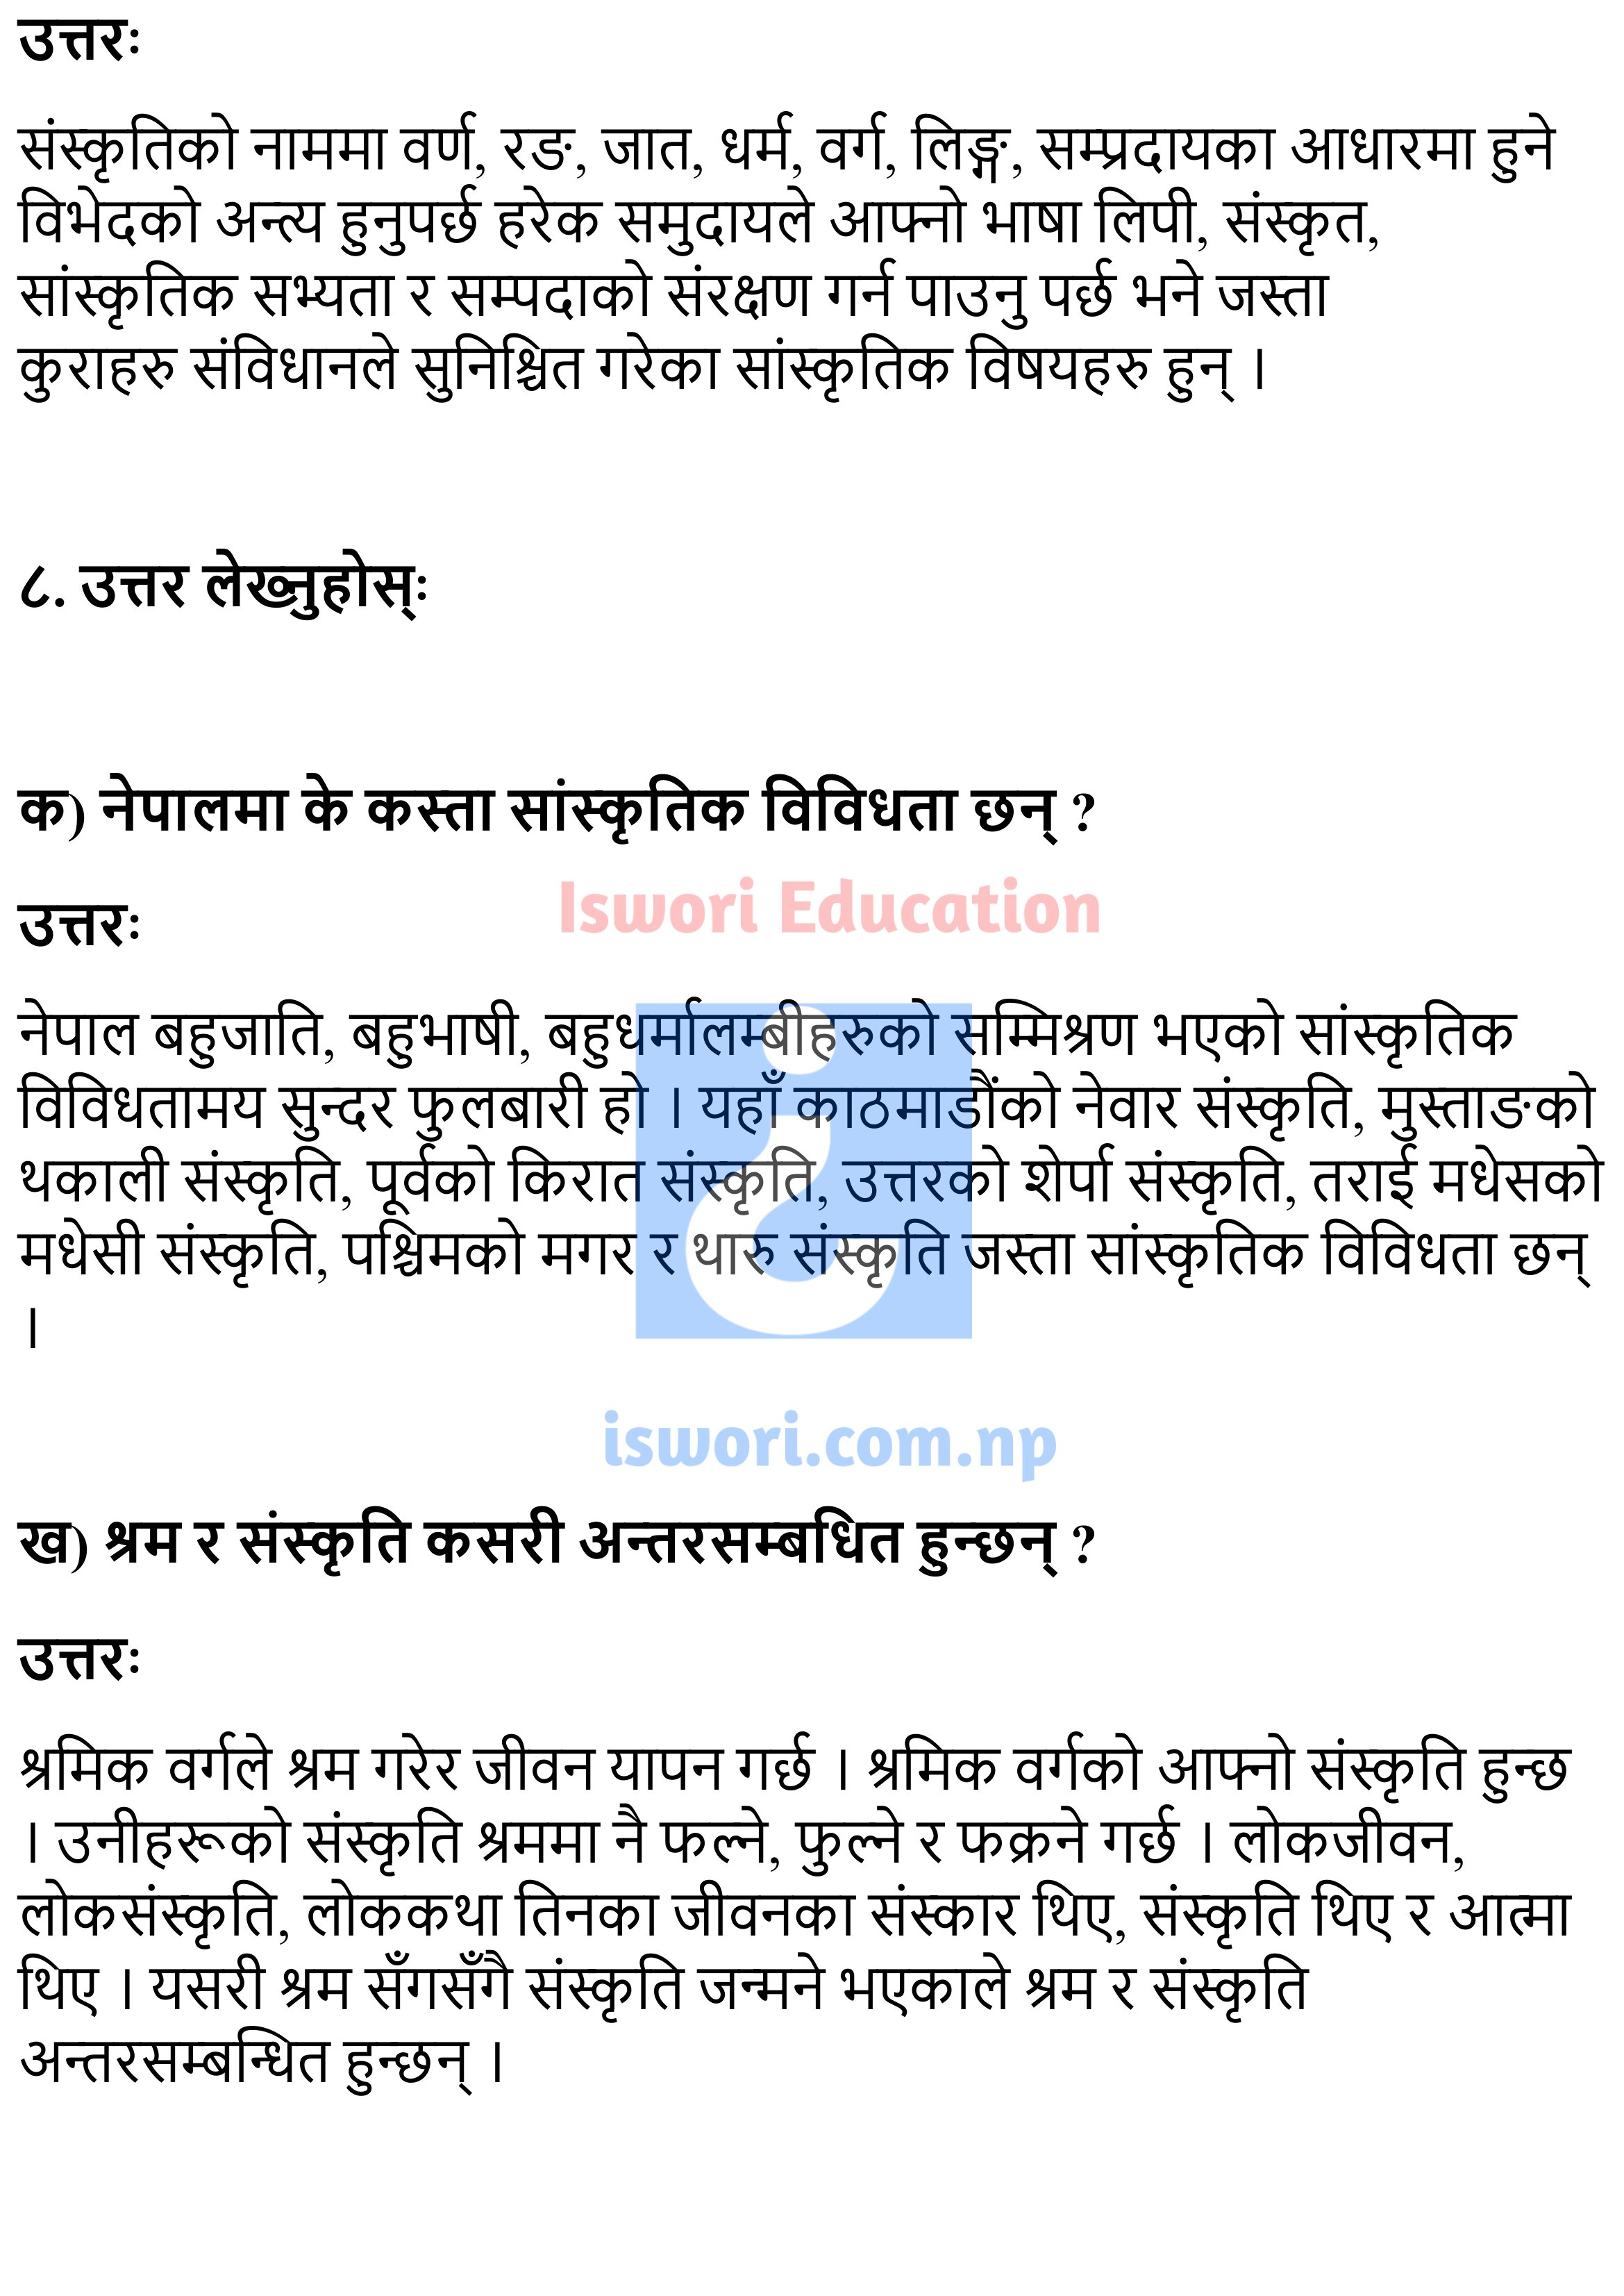 उत्तरः
संस्कृतिको नाममा वर्ण, रङ, जात, धर्म, वर्ग, लिङ्ग, सम्प्रदायका आधारमा हुने
विभेदको अन्त्य हुनुपर्छ हरेक समुदायले आफ्नो भाषा लिपी, संस्कृत,
सांस्कृतिक सभ्यता र सम्पदाको संरक्षण गर्न पाउनु पर्छ भने जस्ता
कुराहरु संविधानले सुनिश्चित गरेका सांस्कृतिक विषयहरु हुन् ।
८. उत्तर लेख्नुहोस्ः
क) नेपालमा के कस्ता सांस्कृतिक विविधता छन् ?
Iswori Education
उत्तरः
नेपाल बहुजाति, बहुभाषी, बहुधर्मालम्बीहरुको सम्मिश्रण भएको सांस्कृतिक
विविधतामय सुन्दर फुलबारी हो । यहाँ काठमाडौंको नेवार संस्कृति, मुस्ताङको
थकाली संस्कृति, पूर्वको किरात संस्कृति, उत्तरको शेर्पा संस्कृति, तराई मधेसको
मधेसी संस्कृति, पश्चिमको मगर र थारु संस्कृति जस्ता सांस्कृतिक विविधता छन्
।
iswori.com.np
ख) श्रम र संस्कृति कसरी अन्तरसम्बधित हुन्छन् ?
उत्तरः
श्रमिक वर्गले श्रम गरेर जीवन यापन गर्छ । श्रमिक वर्गको आफ्नो संस्कृति हुन्छ
। उनीहरूको संस्कृति श्रममा नै फल्ने, फुल्ने र फक्रने गर्छ । लोकजीवन,
लोकसंस्कृति, लोककथा तिनका जीवनका संस्कार थिए, संस्कृति थिए र आत्मा
थिए । यसरी श्रम सँगसँगै संस्कृति जन्मने भएकाले श्रम र संस्कृति
अन्तरसम्बन्धित हुन्छन् ।